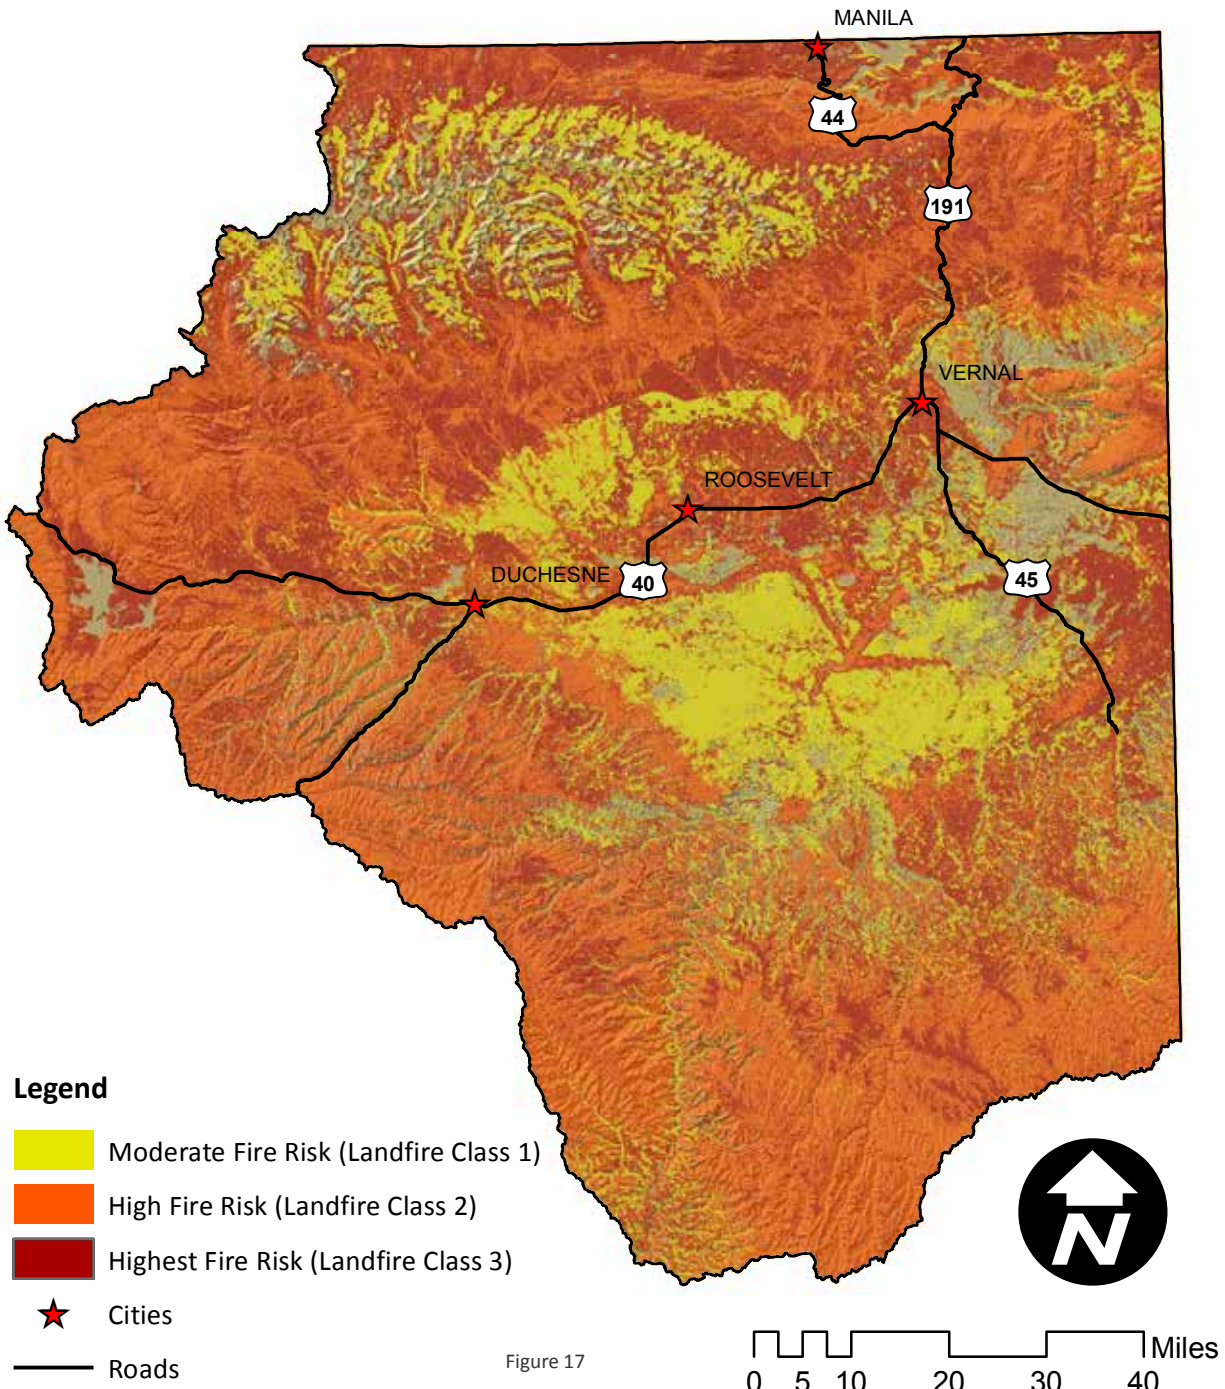 MANILA
44
191
VERNAL
ROOSEVELT
DUCHESNE
40
45
Legend
Moderate Fire Risk (Landfire Class 1)
High Fire Risk (Landfire Class 2)
Highest Fire Risk (Landfire Class 3)
Cities
Roads
Figure 17
N
Miles
0 5 10 20 30 40